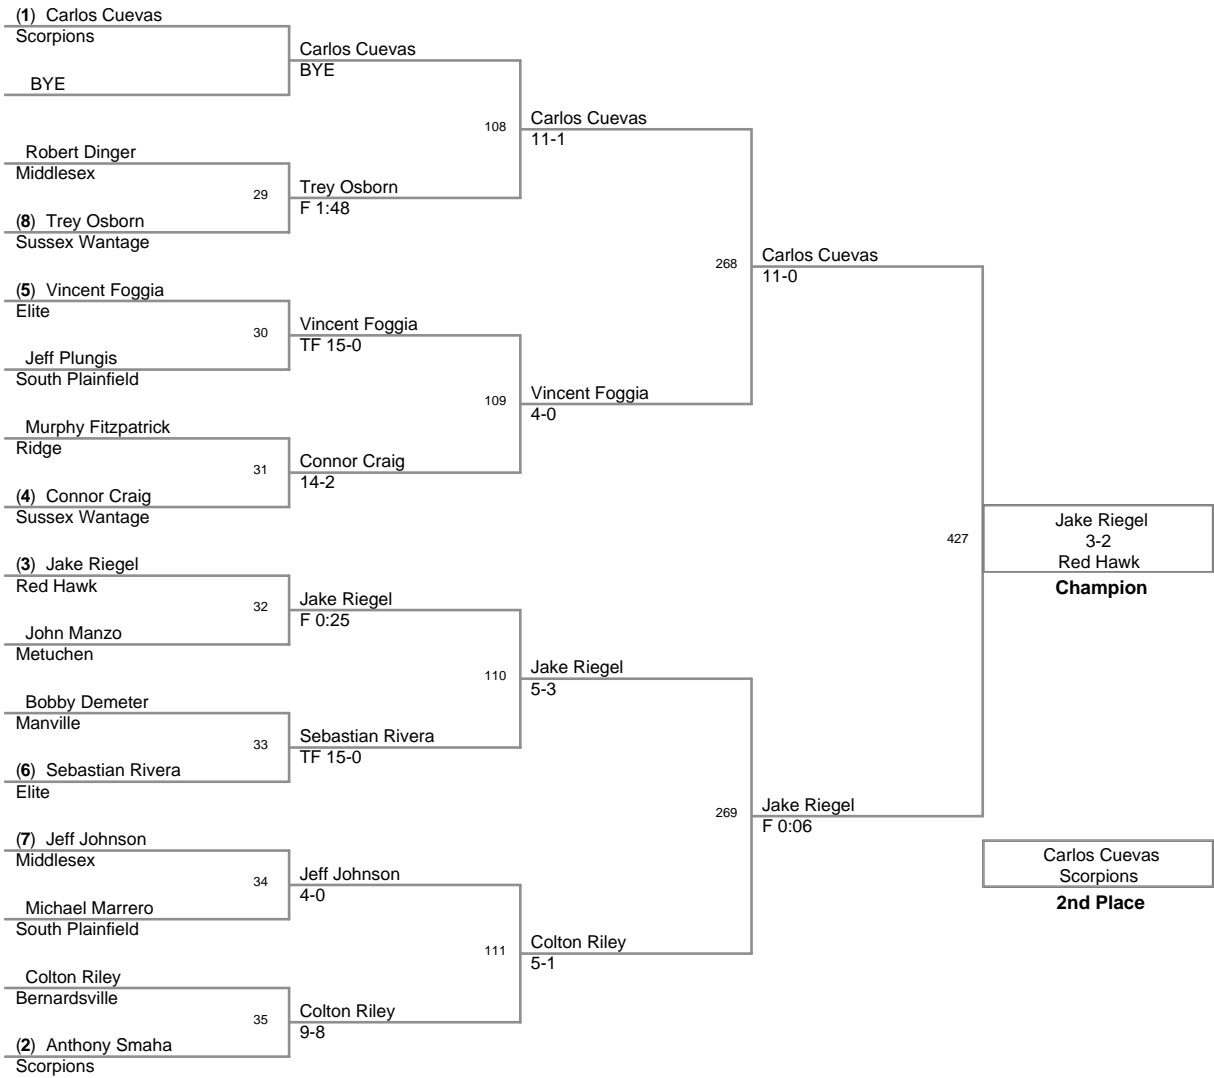 (1) Carlos Cuevas
Scorpions
BYE
Robert Dinger
Middlesex
(8) Trey Osborn
Sussex Wantage
(5) Vincent Foggia
Elite
Jeff Plungis
South Plainfield
Murphy Fitzpatrick
Ridge
(4) Connor Craig
Sussex Wantage
(3) Jake Riegel
Red Hawk
John Manzo
Metuchen
Bobby Demeter
Manville
(6) Sebastian Rivera
Elite
(7) Jeff Johnson
Middlesex
Michael Marrero
South Plainfield
Colton Riley
Bernardsville
(2) Anthony Smaha
Scorpions
29
30
31
32
33
34
35
Carlos Cuevas
BYE
Trey Osborn
F 1:48
Vincent Foggia
TF 15-0
Connor Craig
14-2
Jake Riegel
F 0:25
Sebastian Rivera
TF 15-0
Jeff Johnson
4-0
Colton Riley
9-8
108
109
110
111
Carlos Cuevas
11-1
Vincent Foggia
4-0
Jake Riegel
5-3
Colton Riley
5-1
268
269
Carlos Cuevas
11-0
Jake Riegel
F 0:06
427
Jake Riegel
3-2
Red Hawk
Champion
Carlos Cuevas
Scorpions
2nd Place